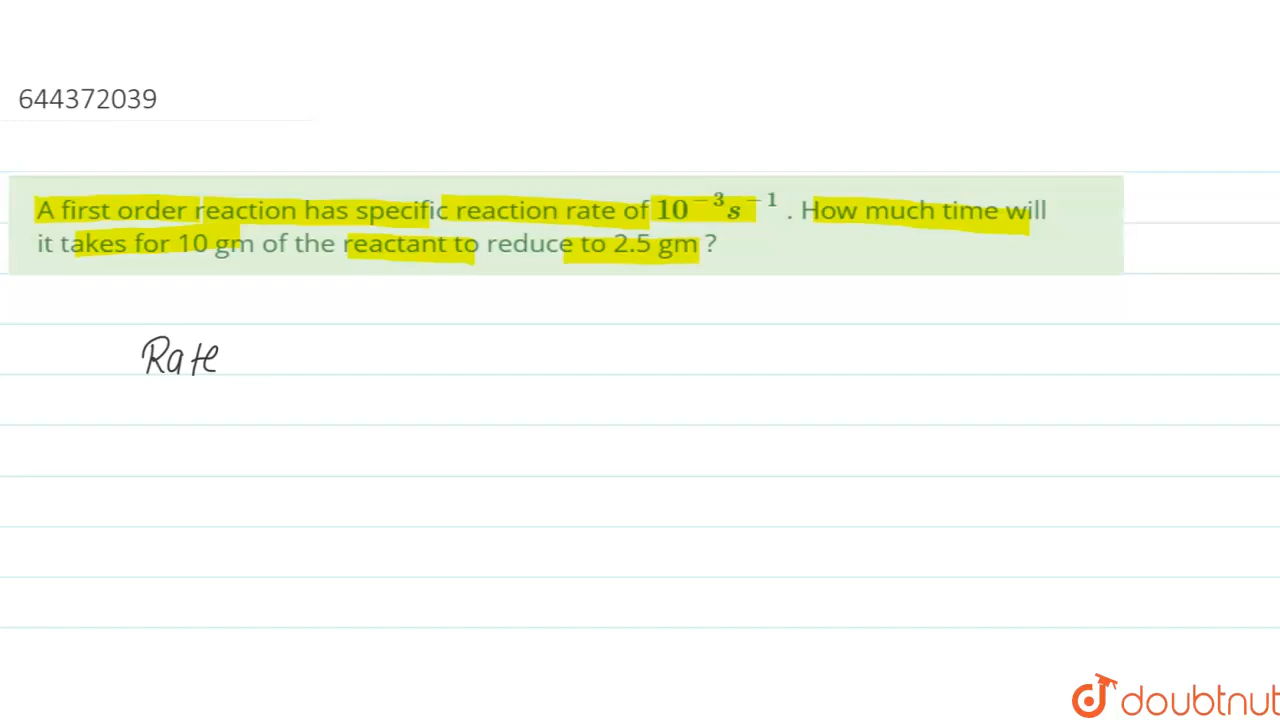 644372039
A first order reaction has specific reaction rate of 10⁻³s⁻¹ . How much time will
it takes for 10 gm of the reactant to reduce to 2.5 gm ?
Rate
doubtnut